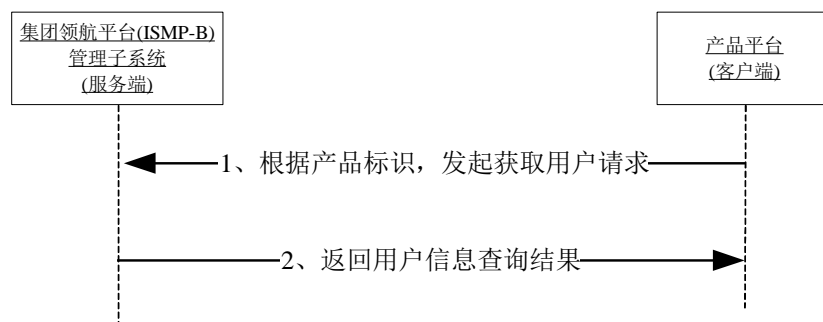 集团领航平台(ISMP-B)
管理子系统
(服务端)
产品平台
(客户端)
1、根据产品标识，发起获取用户请求
2、返回用户信息查询结果